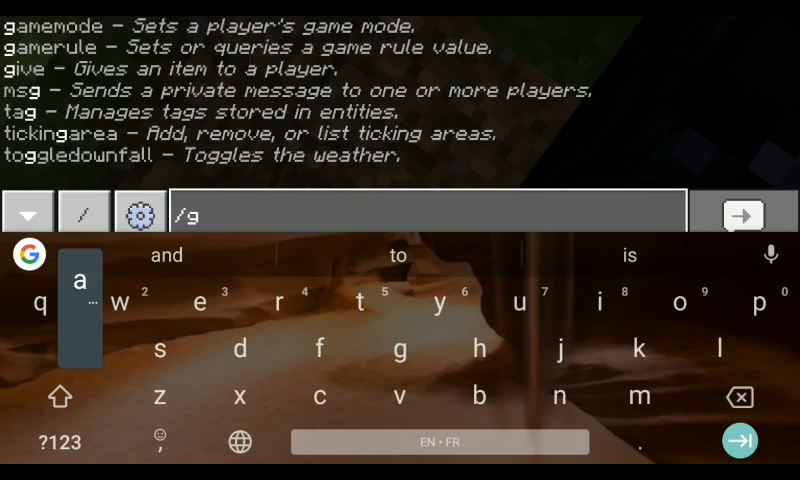 gamemode – Sets a player's game mode.
gamerule – Sets or queries a game rule value.
give – Gives an item to a player.
msg – Sends a private message to one or more players.
tag – Manages tags stored in entities.
tickingarea – Add, remove, or list ticking areas.
toggledownfall – Toggles the weather.
/ /g
G and to is
q w 2 e 3 r 4 t 5 y 6 u 7 i 8 o 9 p 0
a ...
s d f g h j k l
z x c v b n m
?123 , EN • FR .